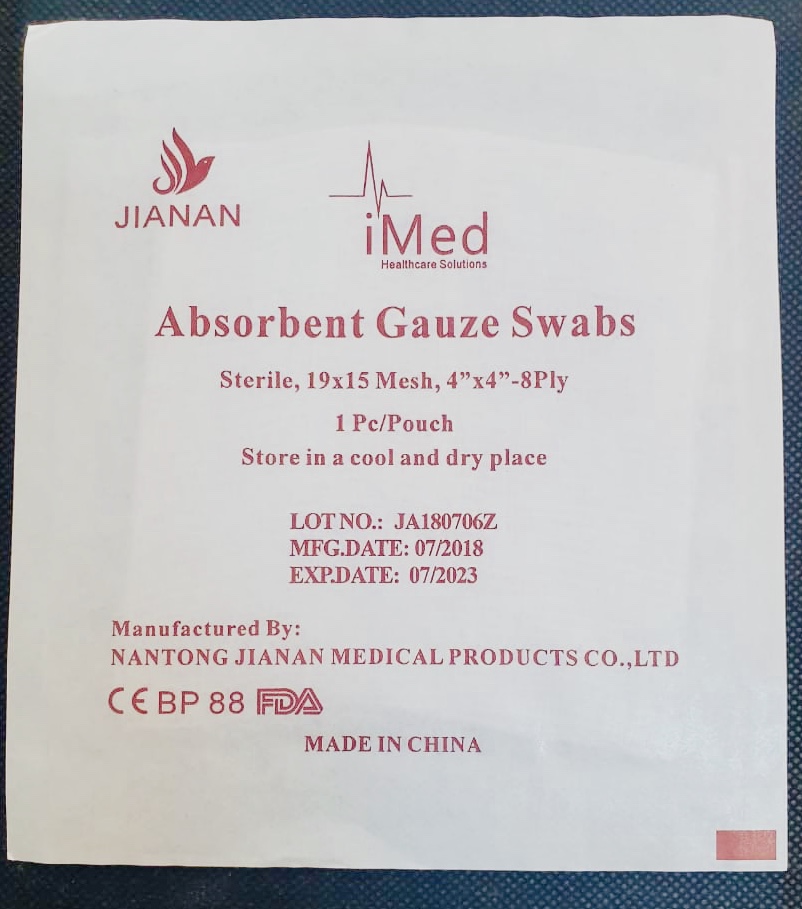 JIANAN
iMed
Healthcare Solutions
Absorbent Gauze Swabs
Sterile, 19x15 Mesh, 4”x4”-8Ply
1 Pc/Pouch
Store in a cool and dry place
LOT NO.: JA180706Z
MFG.DATE: 07/2018
EXP.DATE: 07/2023
Manufactured By:
NANTONG JIANAN MEDICAL PRODUCTS CO.,LTD
CE BP 88 FDA
MADE IN CHINA